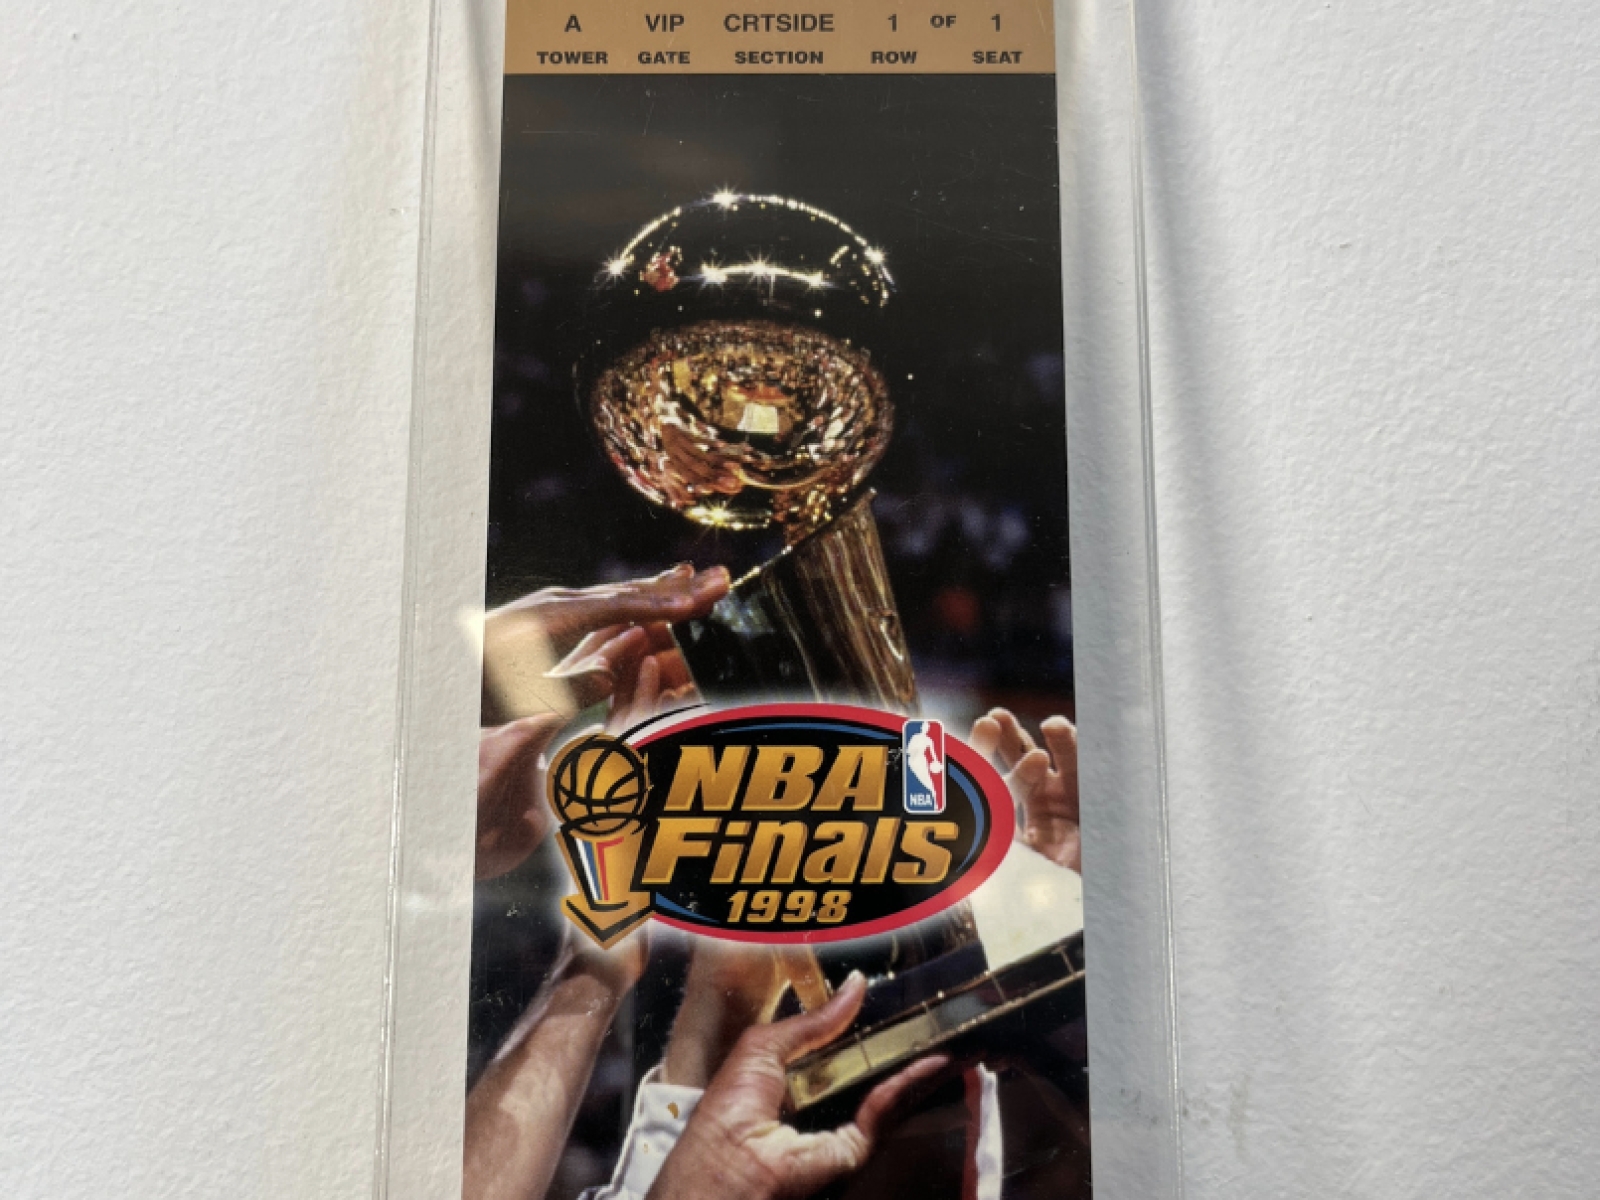 A VIP CRTSIDE 1 OF 1
TOWER GATE SECTION ROW SEAT
NBA
NBA
Finals
1998